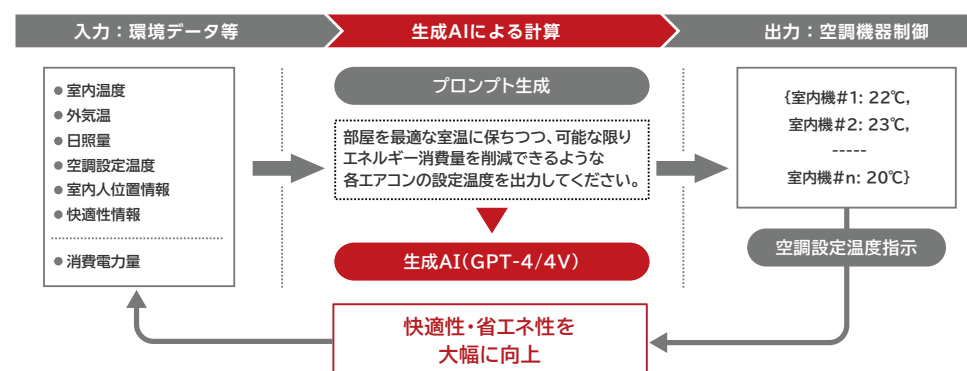 入力：環境データ等
生成AIによる計算
出力：空調機器制御
● 室内温度
● 外気温
● 日照量
● 空調設定温度
● 室内人位置情報
● 快適性情報
● 消費電力量
プロンプト生成
部屋を最適な室温に保ちつつ、可能な限り
エネルギー消費量を削減できるような
各エアコンの設定温度を出力してください。
生成AI(GPT-4/4V)
{室内機#1: 22℃,
室内機#2: 23℃,
-----
室内機#n: 20℃}
空調設定温度指示
快適性・省エネ性を
大幅に向上